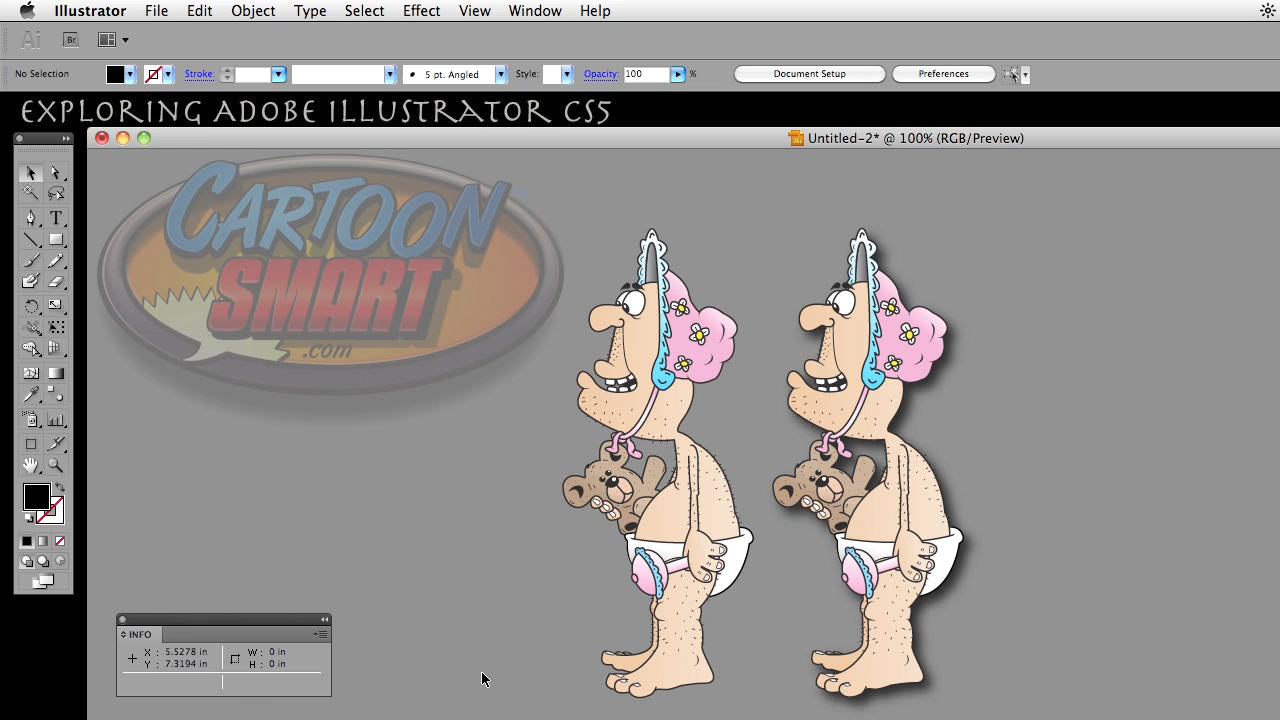 Illustrator File Edit Object Type Select Effect View Window Help
Ai Br
No Selection Stroke: 5 pt. Angled Style: Opacity: 100 % Document Setup Preferences
EXPLORING ADOBE ILLUSTRATOR CS5
Untitled-2* @ 100% (RGB/Preview)
CARTOON
SMART
.com
T
INFO
X : 5.5278 in W: 0 in
Y : 7.3194 in H: 0 in